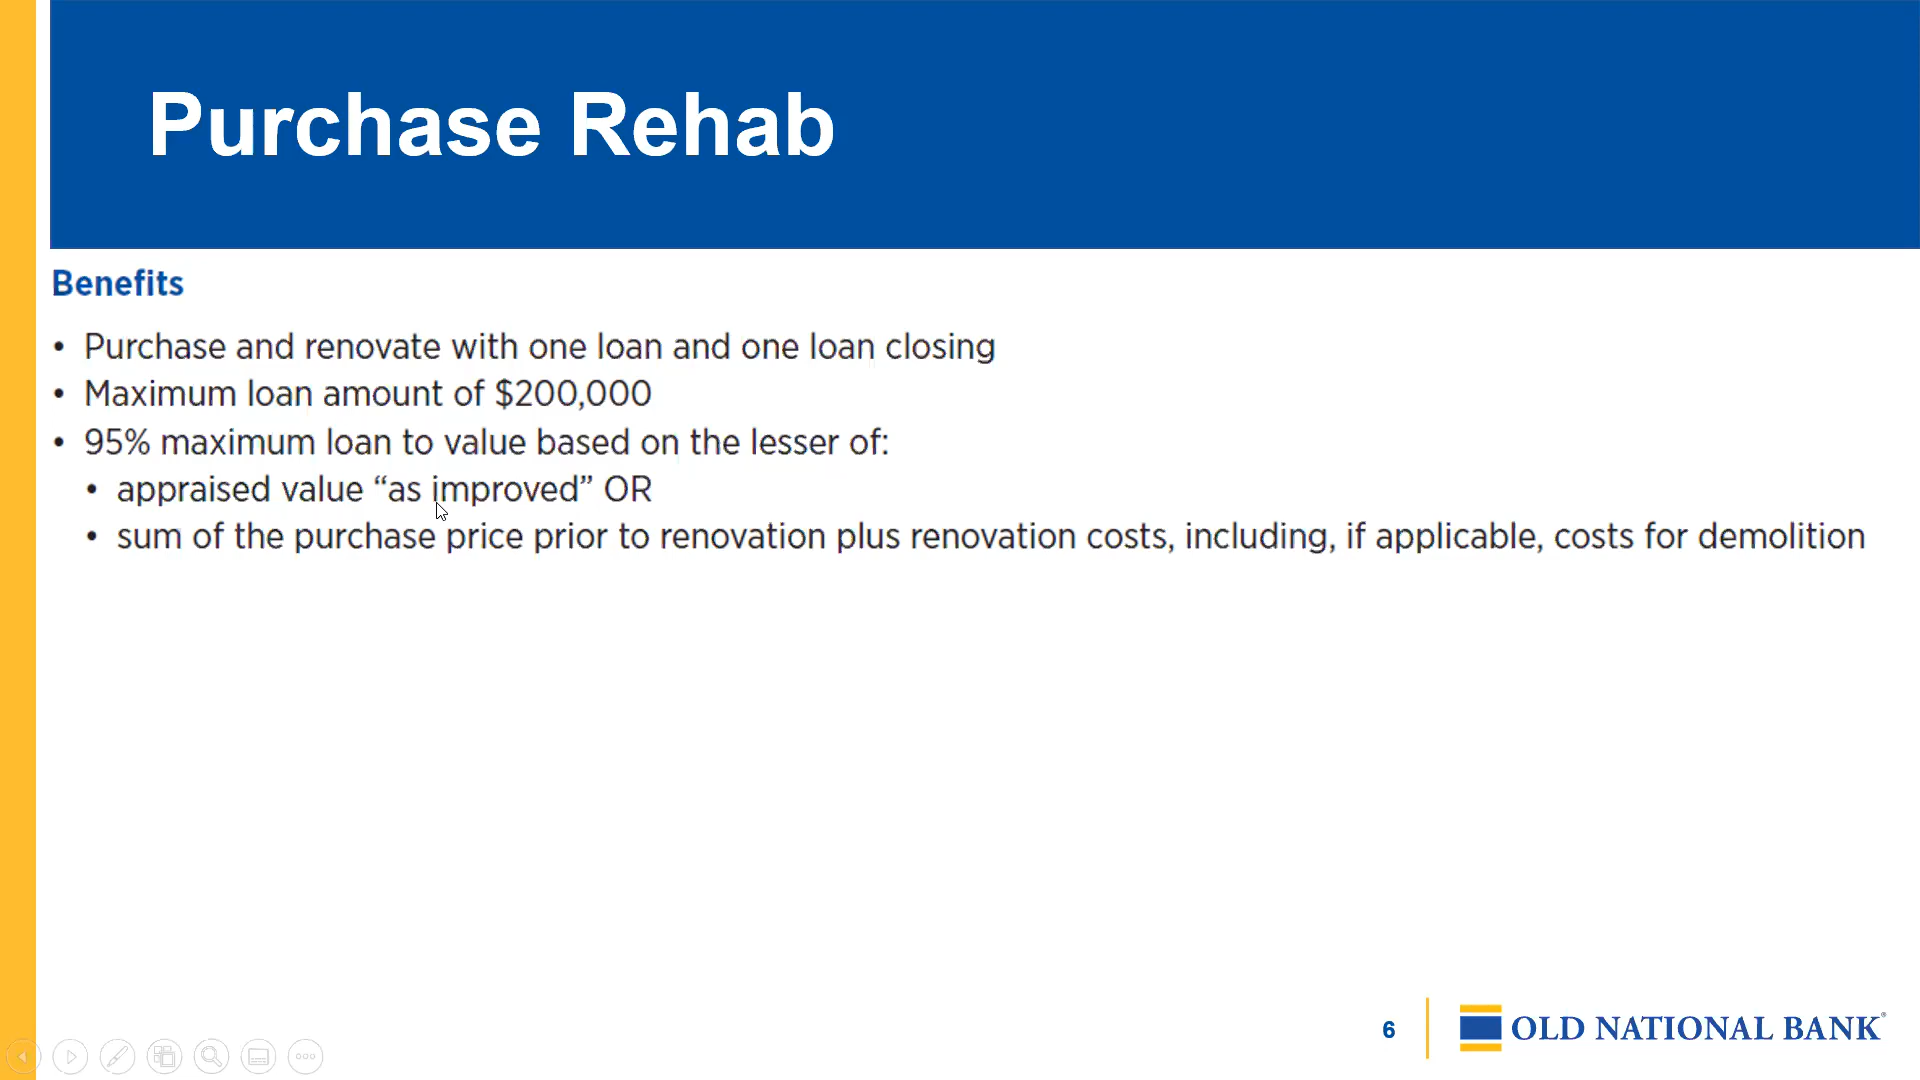 Purchase Rehab
Benefits
• Purchase and renovate with one loan and one loan closing
• Maximum loan amount of $200,000
• 95% maximum loan to value based on the lesser of:
• appraised value “as improved” OR
• sum of the purchase price prior to renovation plus renovation costs, including, if applicable, costs for demolition
6
OLD NATIONAL BANK®